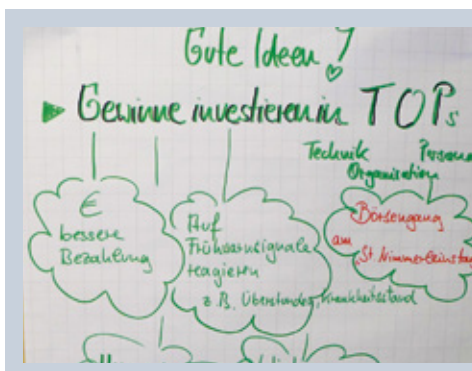 Gute Ideen!
▶ Gewinne investieren in TOPs
Technik
Organisation
Personal
€
bessere
Bezahlung
Auf
Frühwarnsignale
reagieren
z.B. Überstunden, Krankheitsstand
Börsengang
am
St. Nimmerleinstag